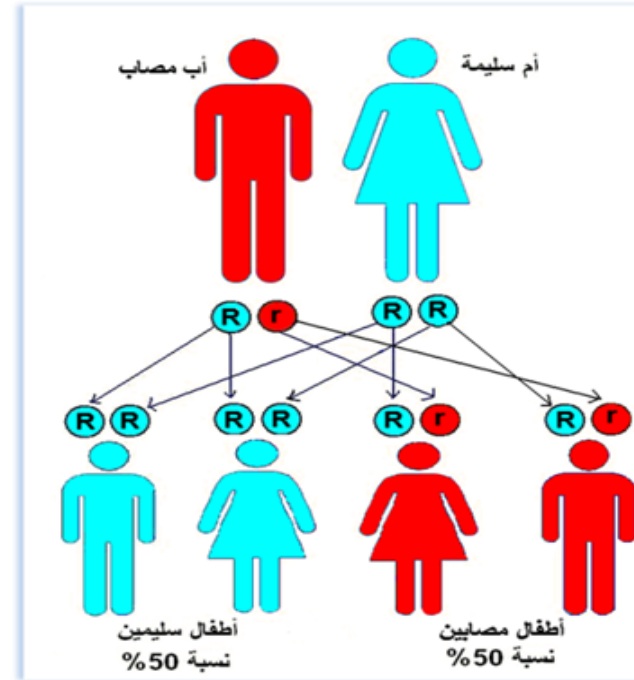 أم سليمة
أب مصاب
R r R R
R R R R R r R r
أطفال سليمين
نسبة 50%
أطفال مصابين
نسبة 50%